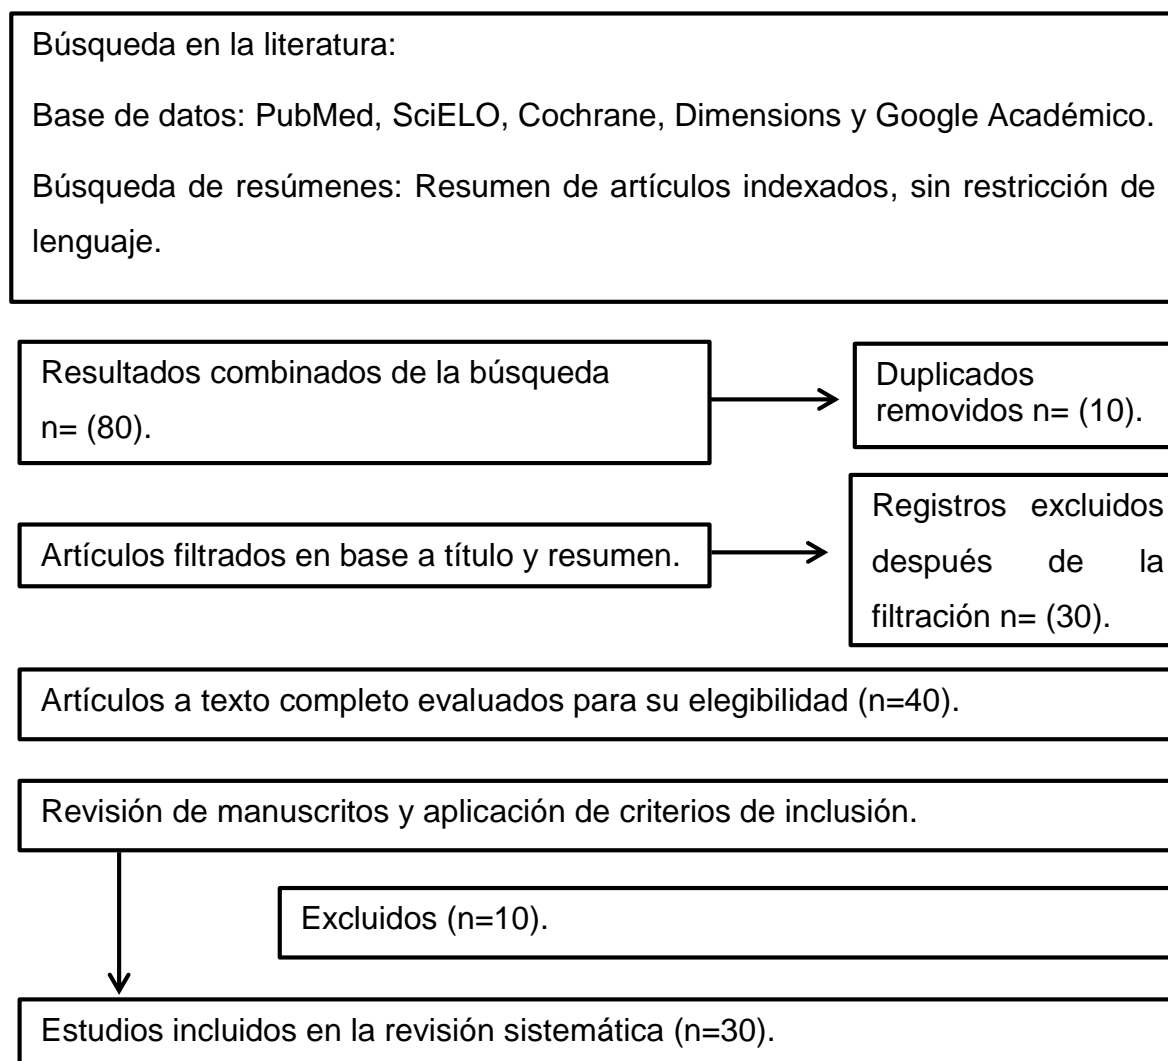 Búsqueda en la literatura:
Base de datos: PubMed, SciELO, Cochrane, Dimensions y Google Académico.
Búsqueda de resúmenes: Resumen de artículos indexados, sin restricción de
lenguaje.
Resultados combinados de la búsqueda
n= (80).
Duplicados
removidos n= (10).
Artículos filtrados en base a título y resumen.
Registros excluidos
después de la
filtración n= (30).
Artículos a texto completo evaluados para su elegibilidad (n=40).
Revisión de manuscritos y aplicación de criterios de inclusión.
Excluidos (n=10).
Estudios incluidos en la revisión sistemática (n=30).